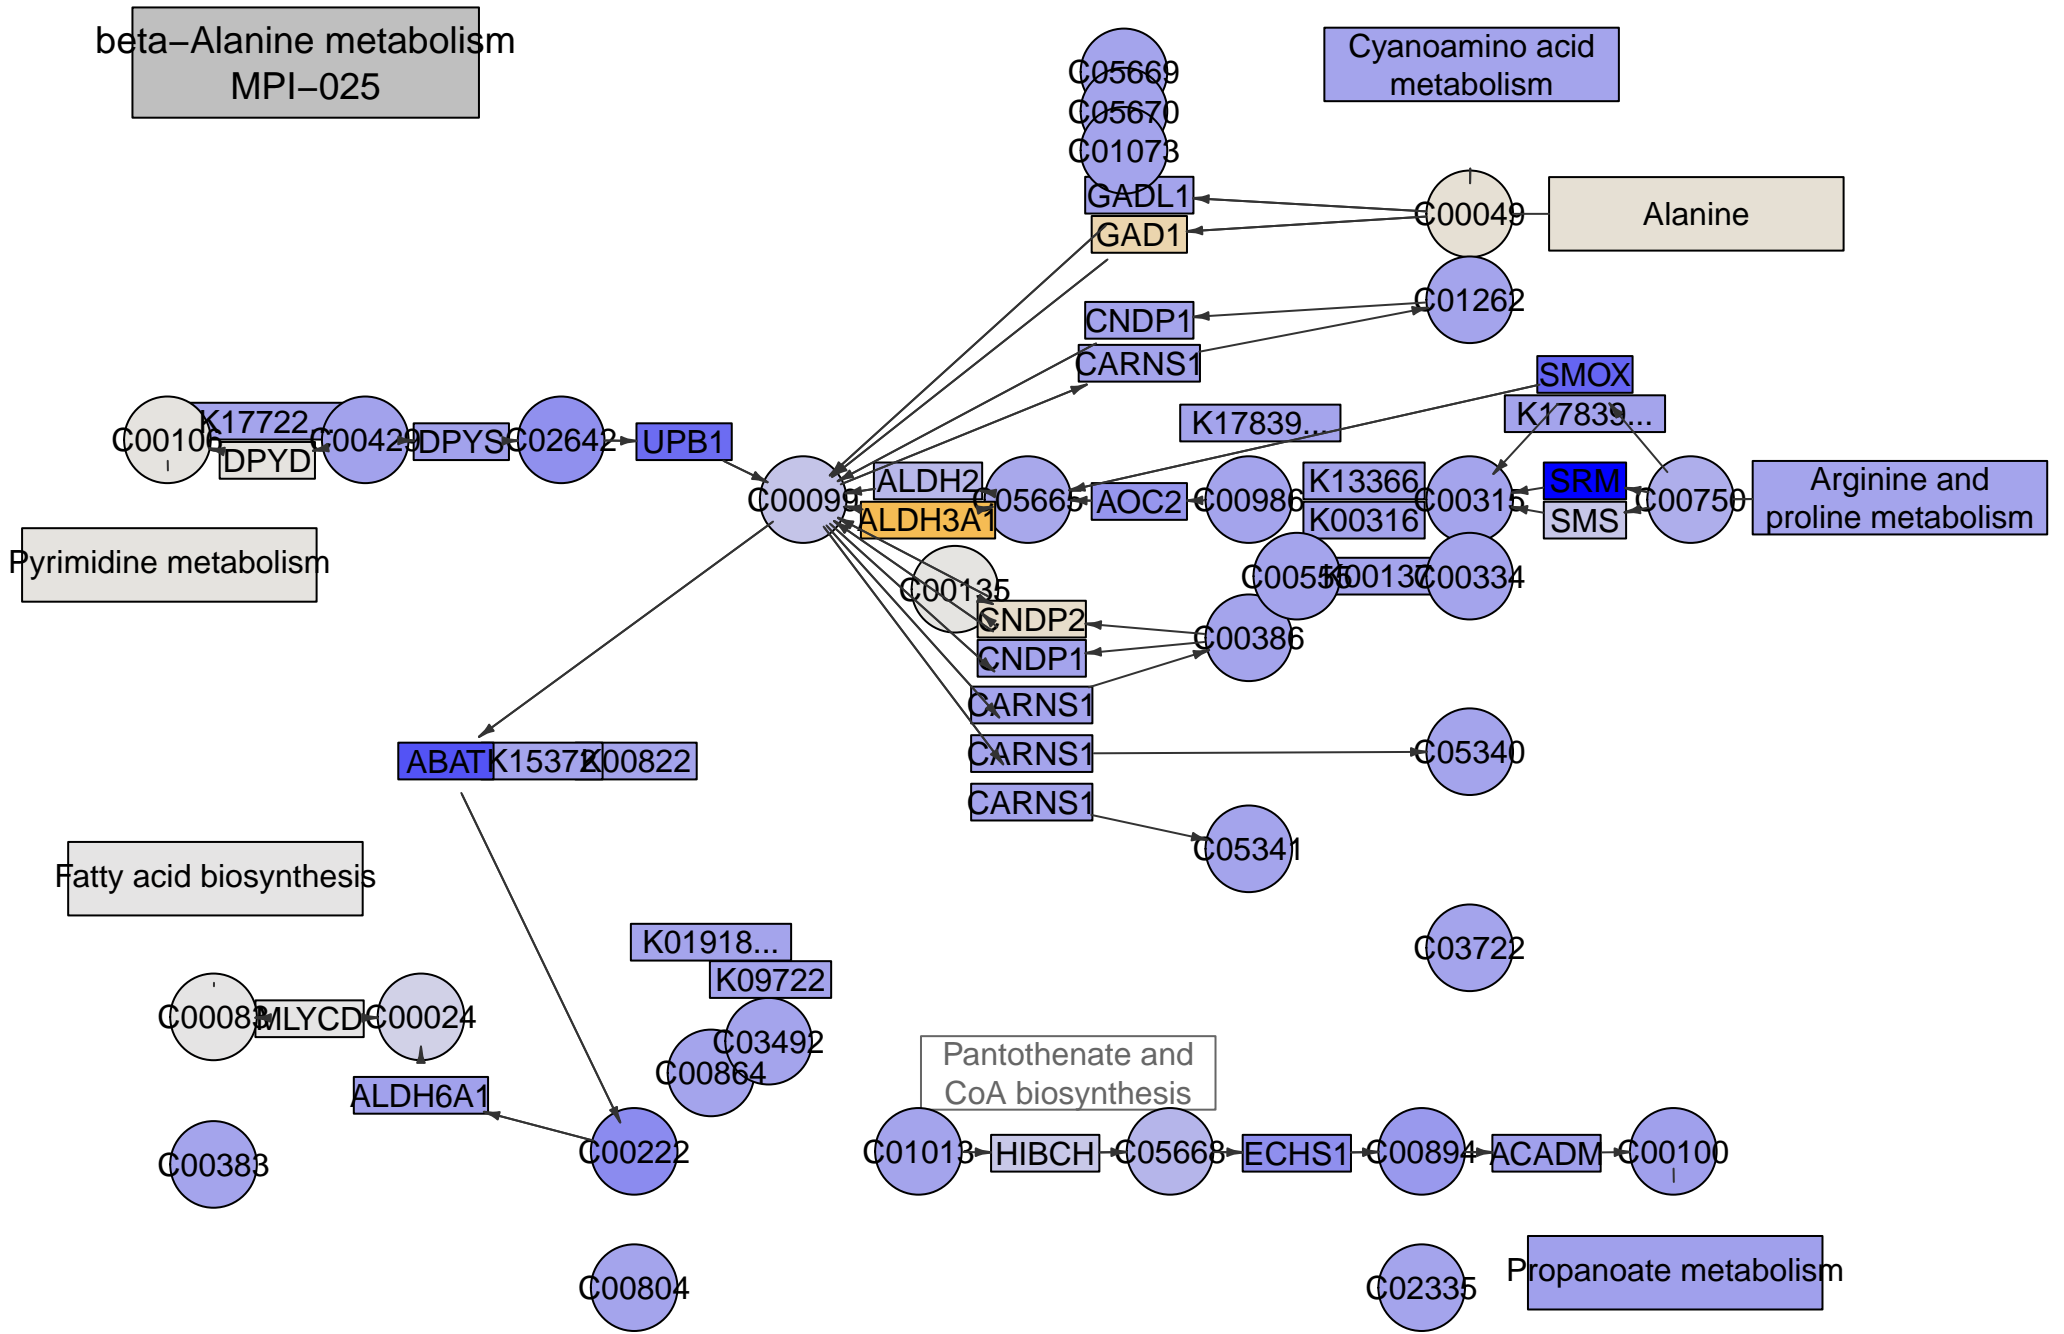 beta−Alanine metabolism
MPI−025
C05669
C05670
C01073
Cyanoamino acid
metabolism
GADL1
GAD1
C00049
Alanine
CNDP1
C01262
CARNS1
SMOX
K17839...
K17839...
C00106
K17722...
DPYD
C00429
DPYS
C02642
UPB1
C00099
ALDH2
ALDH3A1
C05665
AOC2
C00986
K13366
K00316
C00315
SRM
SMS
C00750
Arginine and
proline metabolism
Pyrimidine metabolism
C00135
C00555
K00137
C00334
CNDP2
CNDP1
C00386
CARNS1
CARNS1
CARNS1
C05340
C05341
ABAT
K15372
K00822
Fatty acid biosynthesis
K01918...
K09722
C03722
C00083
MLYCD
C00024
C03492
C00864
ALDH6A1
Pantothenate and
CoA biosynthesis
C00383
C00222
C01013
HIBCH
C05668
ECHS1
C00894
ACADM
C00100
C00804
C02335
Propanoate metabolism